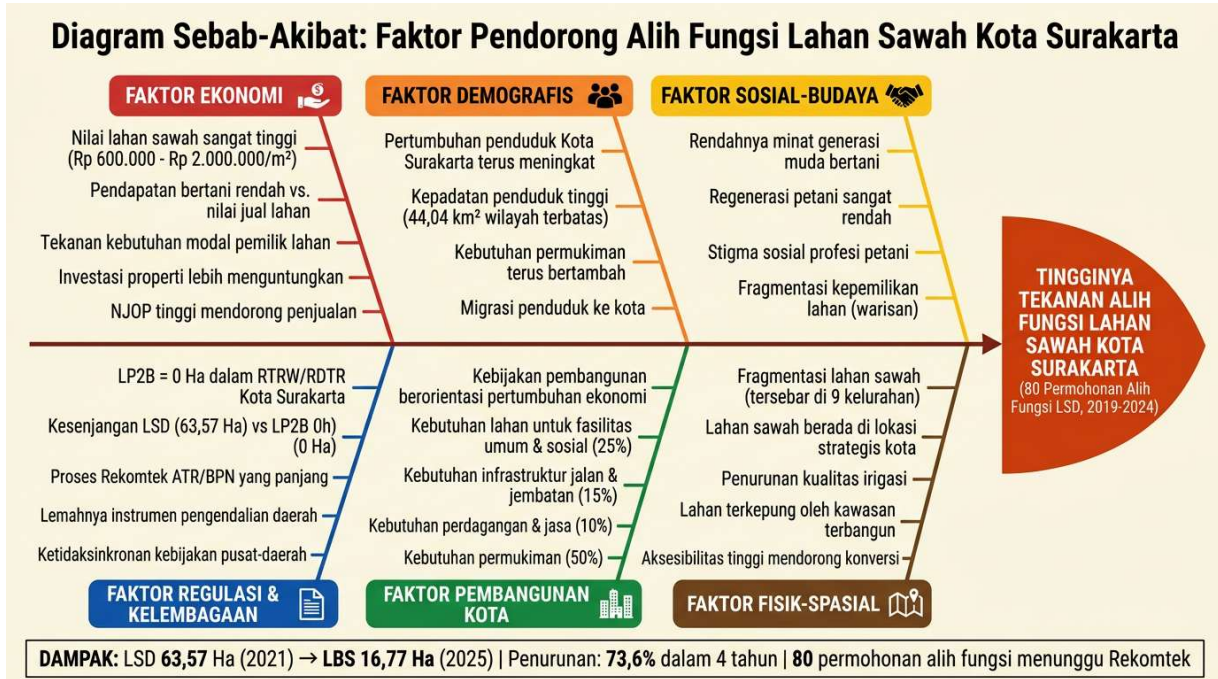 Diagram Sebab-Akibat: Faktor Pendorong Alih Fungsi Lahan Sawah Kota Surakarta
FAKTOR EKONOMI
Nilai lahan sawah sangat tinggi
(Rp 600.000 - Rp 2.000.000/m²)
Pendapatan bertani rendah vs.
nilai jual lahan
Tekanan kebutuhan modal pemilik lahan
Investasi properti lebih menguntungkan
NJOP tinggi mendorong penjualan
FAKTOR DEMOGRAFIS
Pertumbuhan penduduk Kota
Surakarta terus meningkat
Kepadatan penduduk tinggi
(44,04 km² wilayah terbatas)
Kebutuhan permukiman
terus bertambah
Migrasi penduduk ke kota
FAKTOR SOSIAL-BUDAYA
Rendahnya minat generasi
muda bertani
Regenerasi petani sangat
rendah
Stigma sosial profesi petani
Fragmentasi kepemilikan
lahan (warisan)
TINGGINYA
TEKANAN ALIH
FUNGSI LAHAN
SAWAH KOTA
SURAKARTA
(80 Permohonan Alih
Fungsi LSD, 2019-2024)
LP2B = 0 Ha dalam RTRW/RDTR
Kota Surakarta
Kesenjangan LSD (63,57 Ha) vs LP2B 0h)
(0 Ha)
Proses Rekomtek ATR/BPN yang panjang
Lemahnya instrumen pengendalian daerah
Ketidaksinkronan kebijakan pusat-daerah
FAKTOR REGULASI &
KELEMBAGAAN
Kebijakan pembangunan
berorientasi pertumbuhan ekonomi
Kebutuhan lahan untuk fasilitas
umum & sosial (25%)
Kebutuhan infrastruktur jalan &
jembatan (15%)
Kebutuhan perdagangan & jasa (10%)
Kebutuhan permukiman (50%)
FAKTOR PEMBANGUNAN
KOTA
Fragmentasi lahan sawah
(tersebar di 9 kelurahan)
Lahan sawah berada di lokasi
strategis kota
Penurunan kualitas irigasi
Lahan terkepung oleh kawasan
terbangun
Aksesibilitas tinggi mendorong konversi
FAKTOR FISIK-SPASIAL
DAMPAK: LSD 63,57 Ha (2021) → LBS 16,77 Ha (2025) | Penurunan: 73,6% dalam 4 tahun | 80 permohonan alih fungsi menunggu Rekomtek